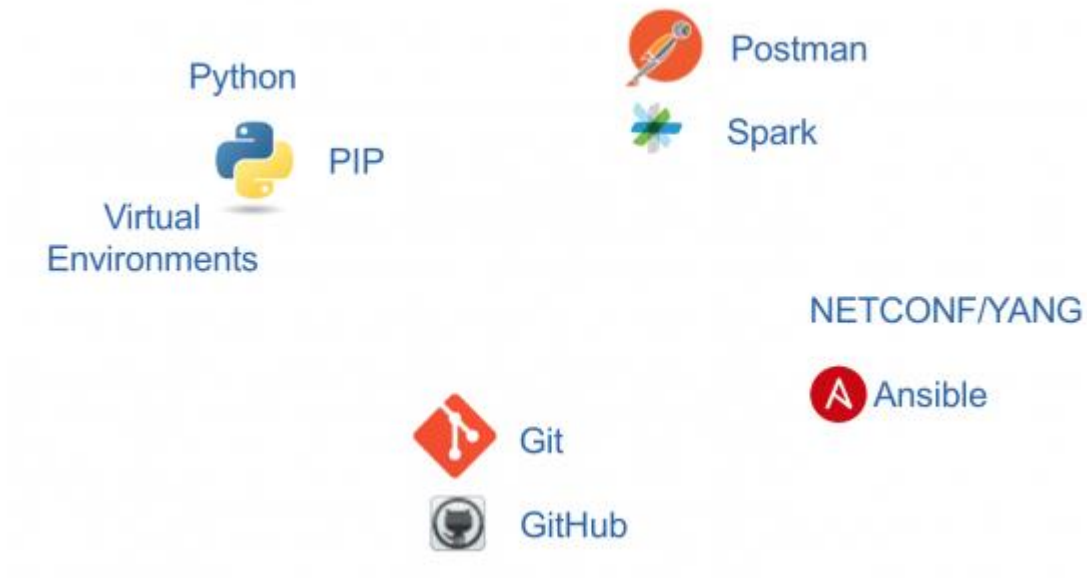 Python
PIP
Virtual
Environments
Postman
Spark
NETCONF/YANG
Ansible
Git
GitHub